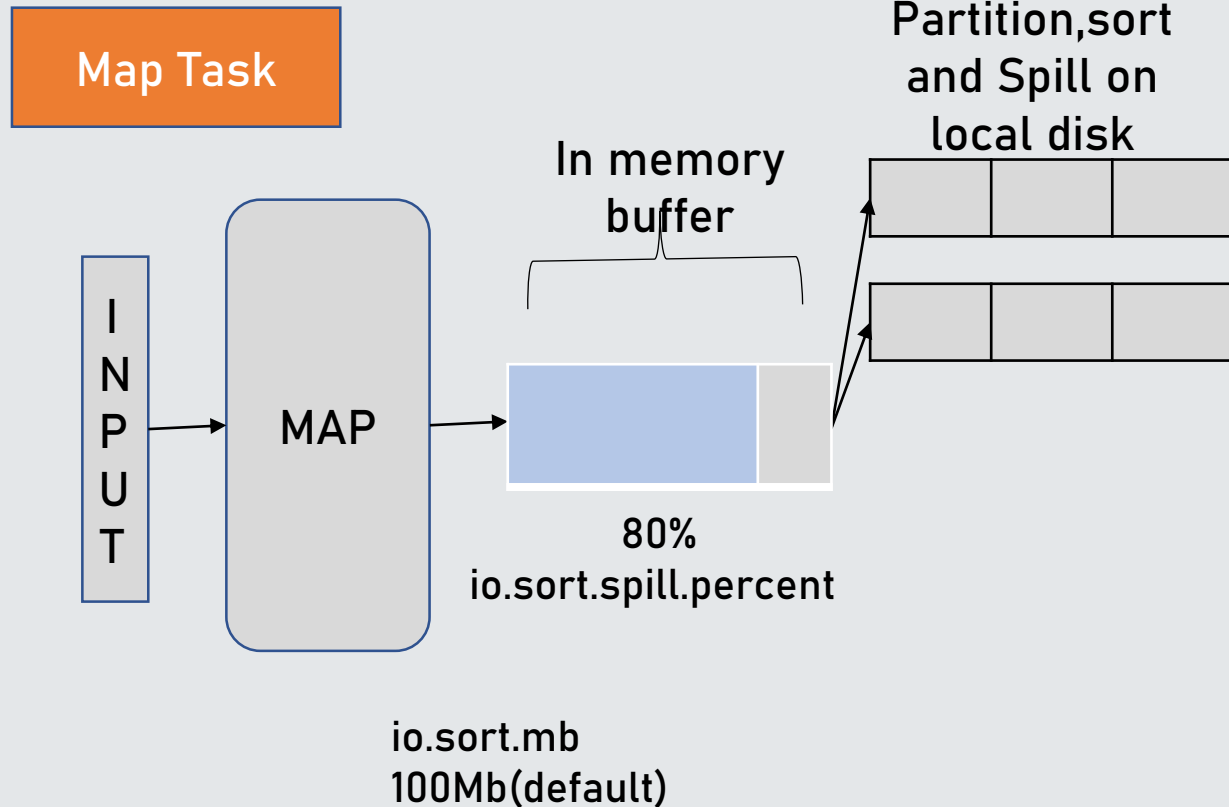 Map Task
Partition,sort
and Spill on
local disk
In memory
buffer
I
N
P
U
T
MAP
80%
io.sort.spill.percent
io.sort.mb
100Mb(default)